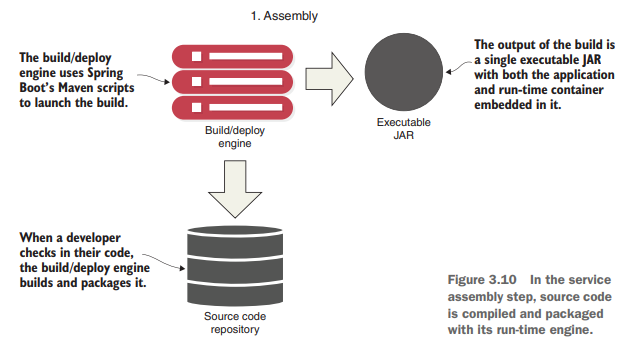 1. Assembly
The build/deploy
engine uses Spring
Boot's Maven scripts
to launch the build.
Build/deploy
engine
Executable
JAR
The output of the build is
a single executable JAR
with both the application
and run-time container
embedded in it.
When a developer
checks in their code,
the build/deploy engine
builds and packages it.
Source code
repository
Figure 3.10 In the service
assembly step, source code
is compiled and packaged
with its run-time engine.